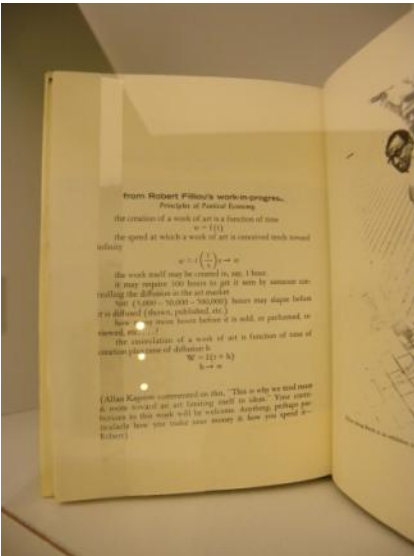 from Robert Filliou's work-in-progress,
Principles of Poetical Economy.
the creation of a work of art is a function of time
w = f(t)
the speed at which a work of art is conceived tends toward
infinity
the work itself may be created in, say, 1 hour.
it may require 100 hours to get it seen by someone con-
trolling the diffusion in the art market
(5,000 – 50,000 – 500,000) hours may elapse before
it is diffused (shown, published, etc.)
how many more hours before it is sold, or performed, or
the assimilation of a work of art is function of time of
creation plus time of diffusion h
W = f(t + h)
h → ∞
(Allan Kaprow commented on this, "This is why we tend more
& more toward an art limiting itself to ideas." Your contri-
butions to this work will be welcome. Anything, perhaps par-
ticularly how you make your money & how you spend it—
Robert)